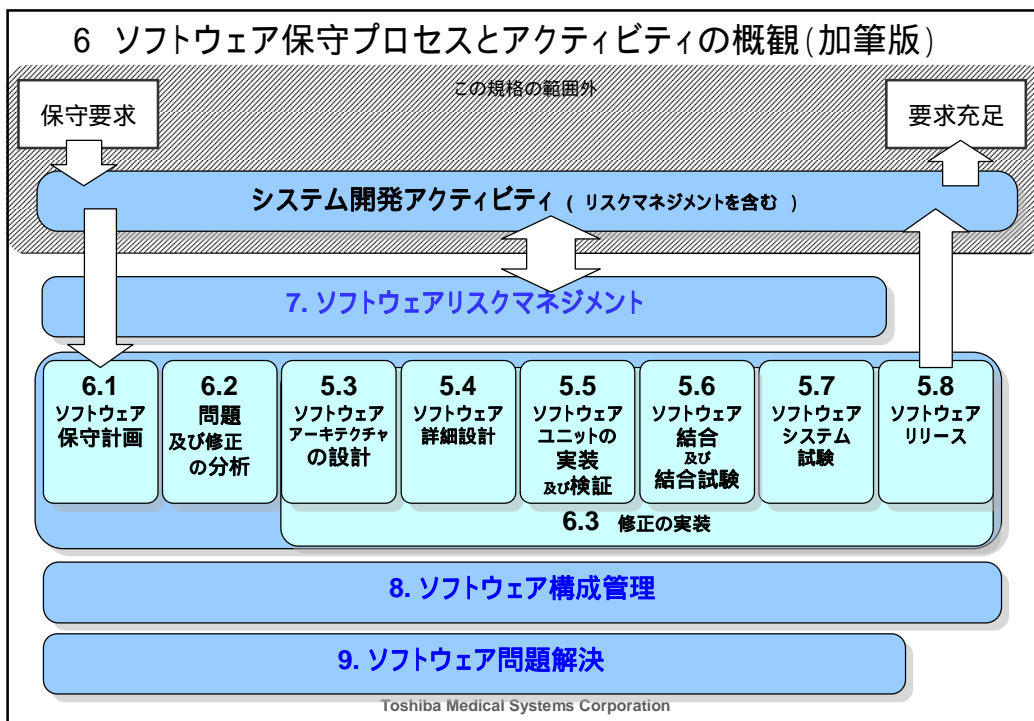 6 ソフトウェア保守プロセスとアクティビティの概観(加筆版)
この規格の範囲外
保守要求
要求充足
システム開発アクティビティ ( リスクマネジメントを含む )
7. ソフトウェアリスクマネジメント
6.1
ソフトウェア
保守計画
6.2
問題
及び修正
の分析
5.3
ソフトウェア
アーキテクチャ
の設計
5.4
ソフトウェア
詳細設計
5.5
ソフトウェア
ユニットの
実装
及び検証
5.6
ソフトウェア
結合
及び
結合試験
5.7
ソフトウェア
システム
試験
5.8
ソフトウェア
リリース
6.3 修正の実装
8. ソフトウェア構成管理
9. ソフトウェア問題解決
Toshiba Medical Systems Corporation